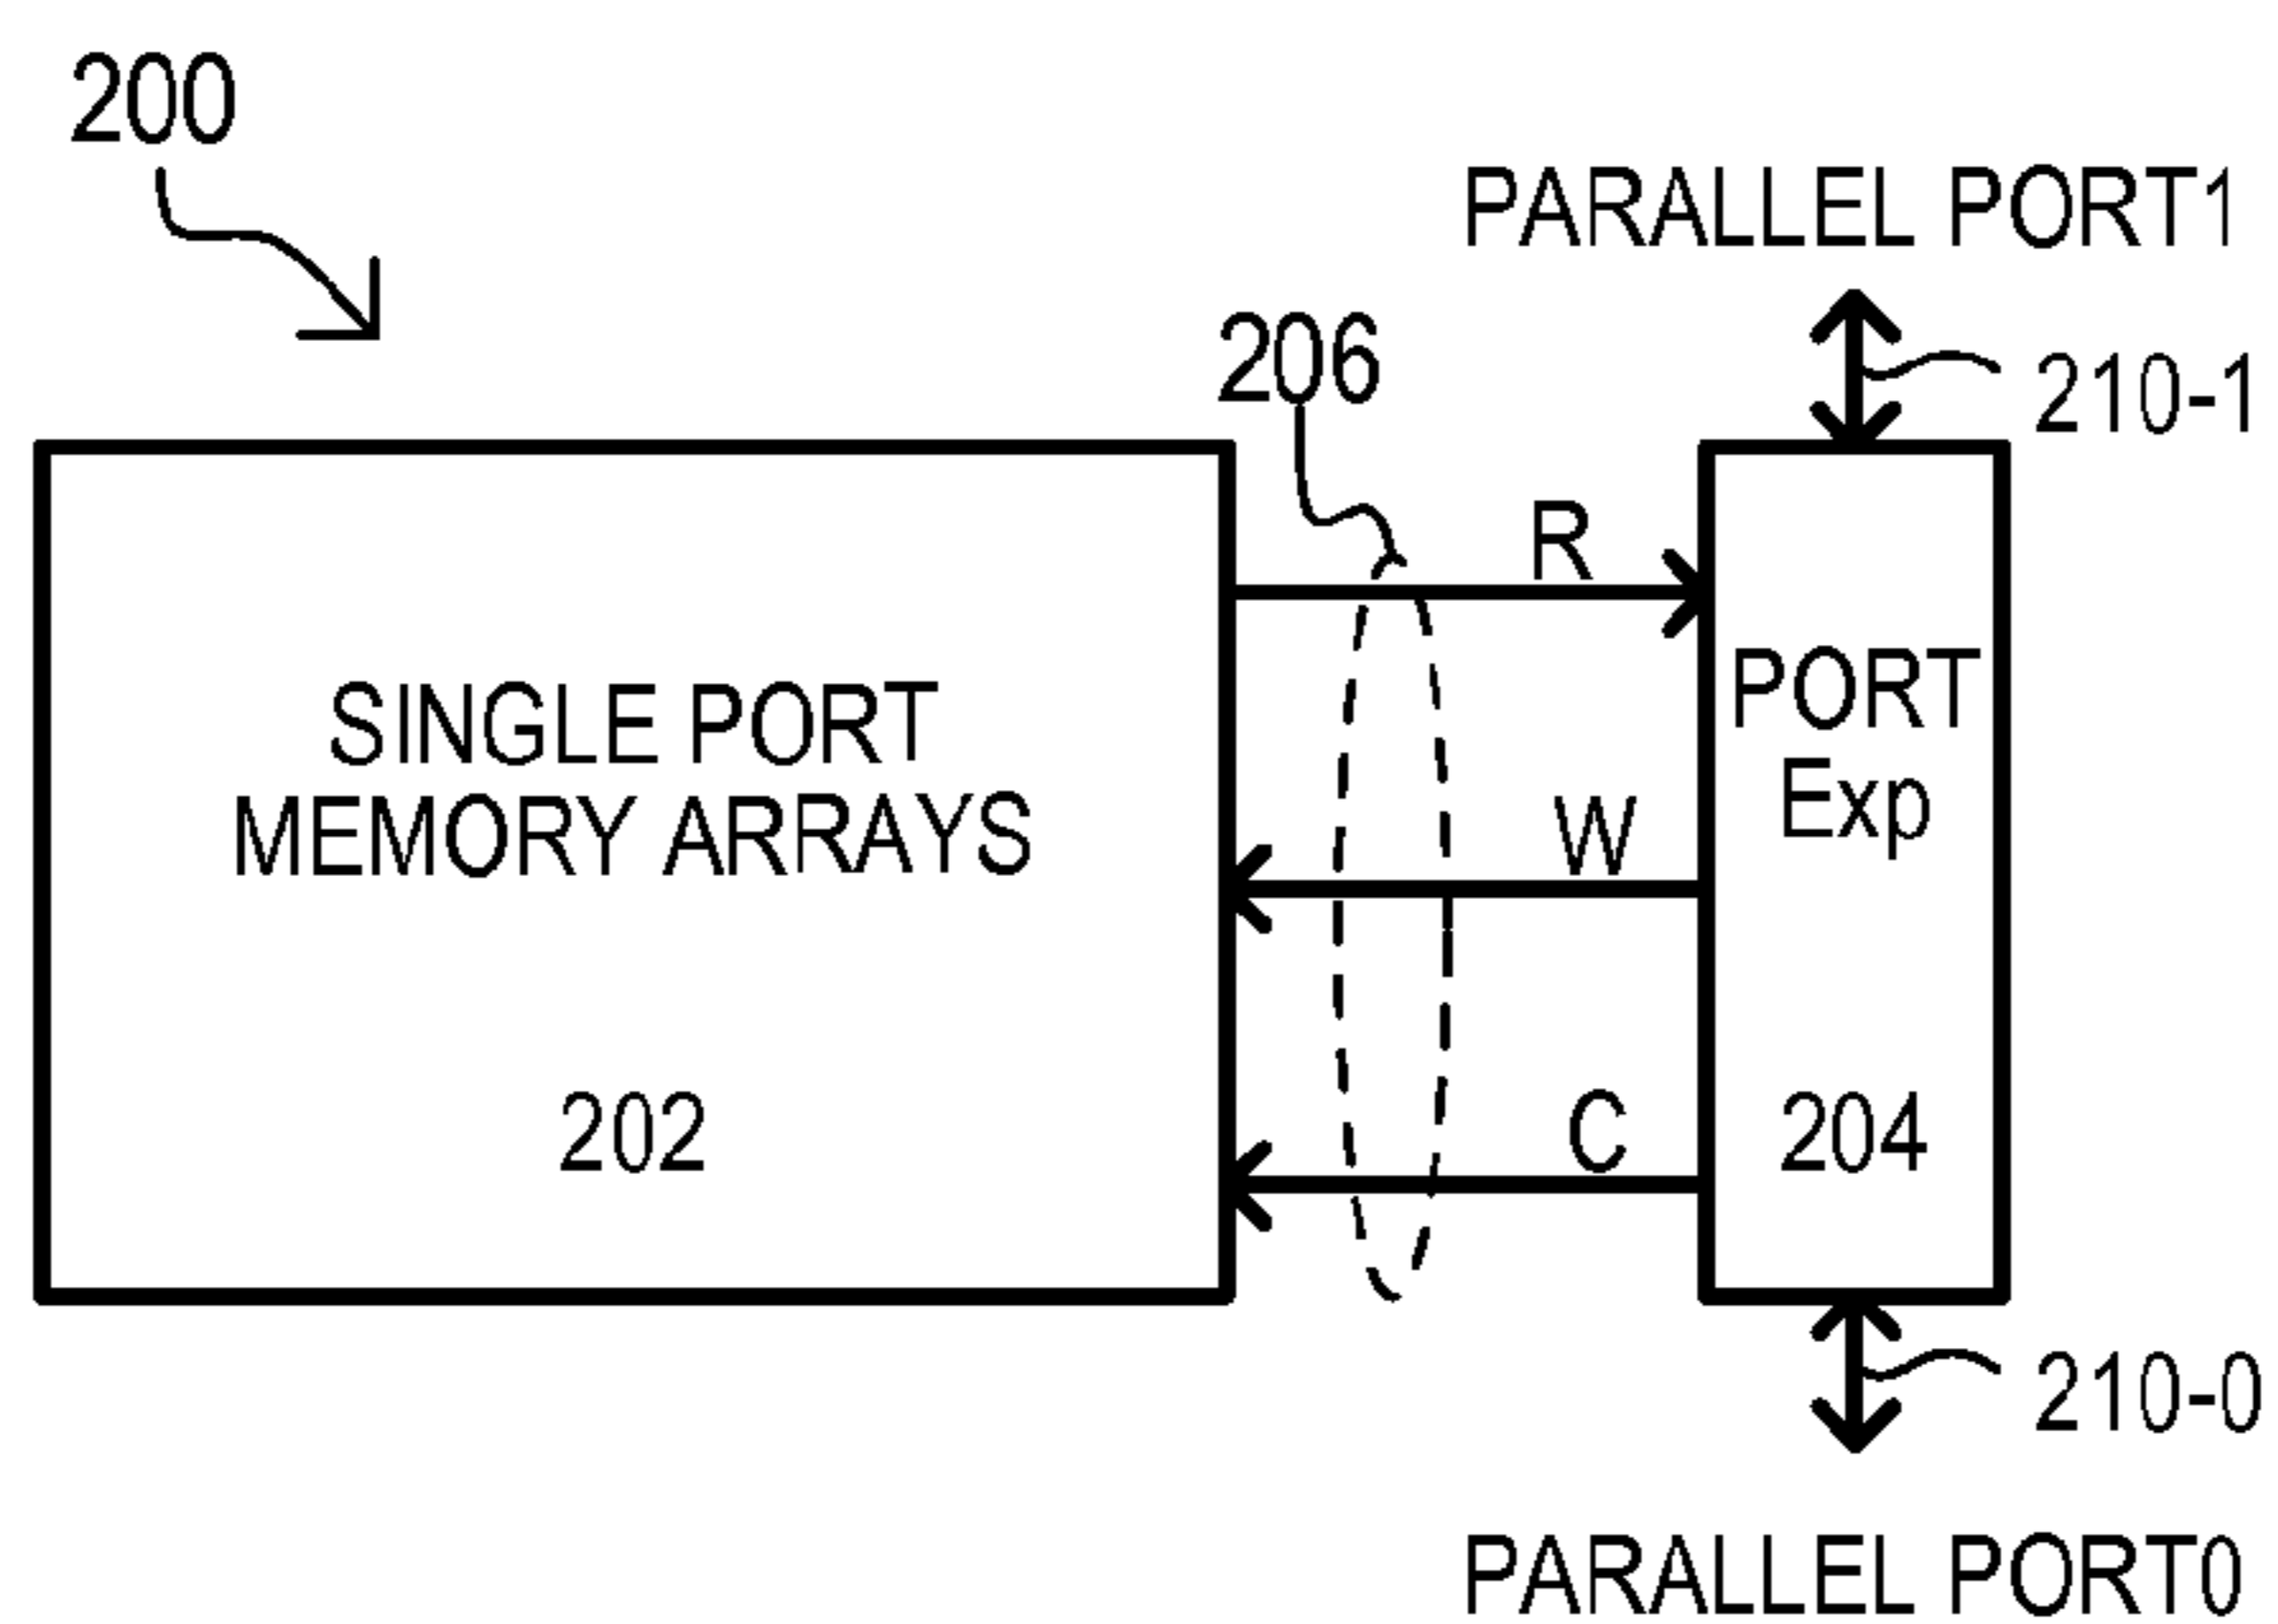 200
PARALLEL PORT1
206
210-1
R
SINGLE PORT
MEMORY ARRAYS
202
W
C
PORT
Exp
204
210-0
PARALLEL PORT0